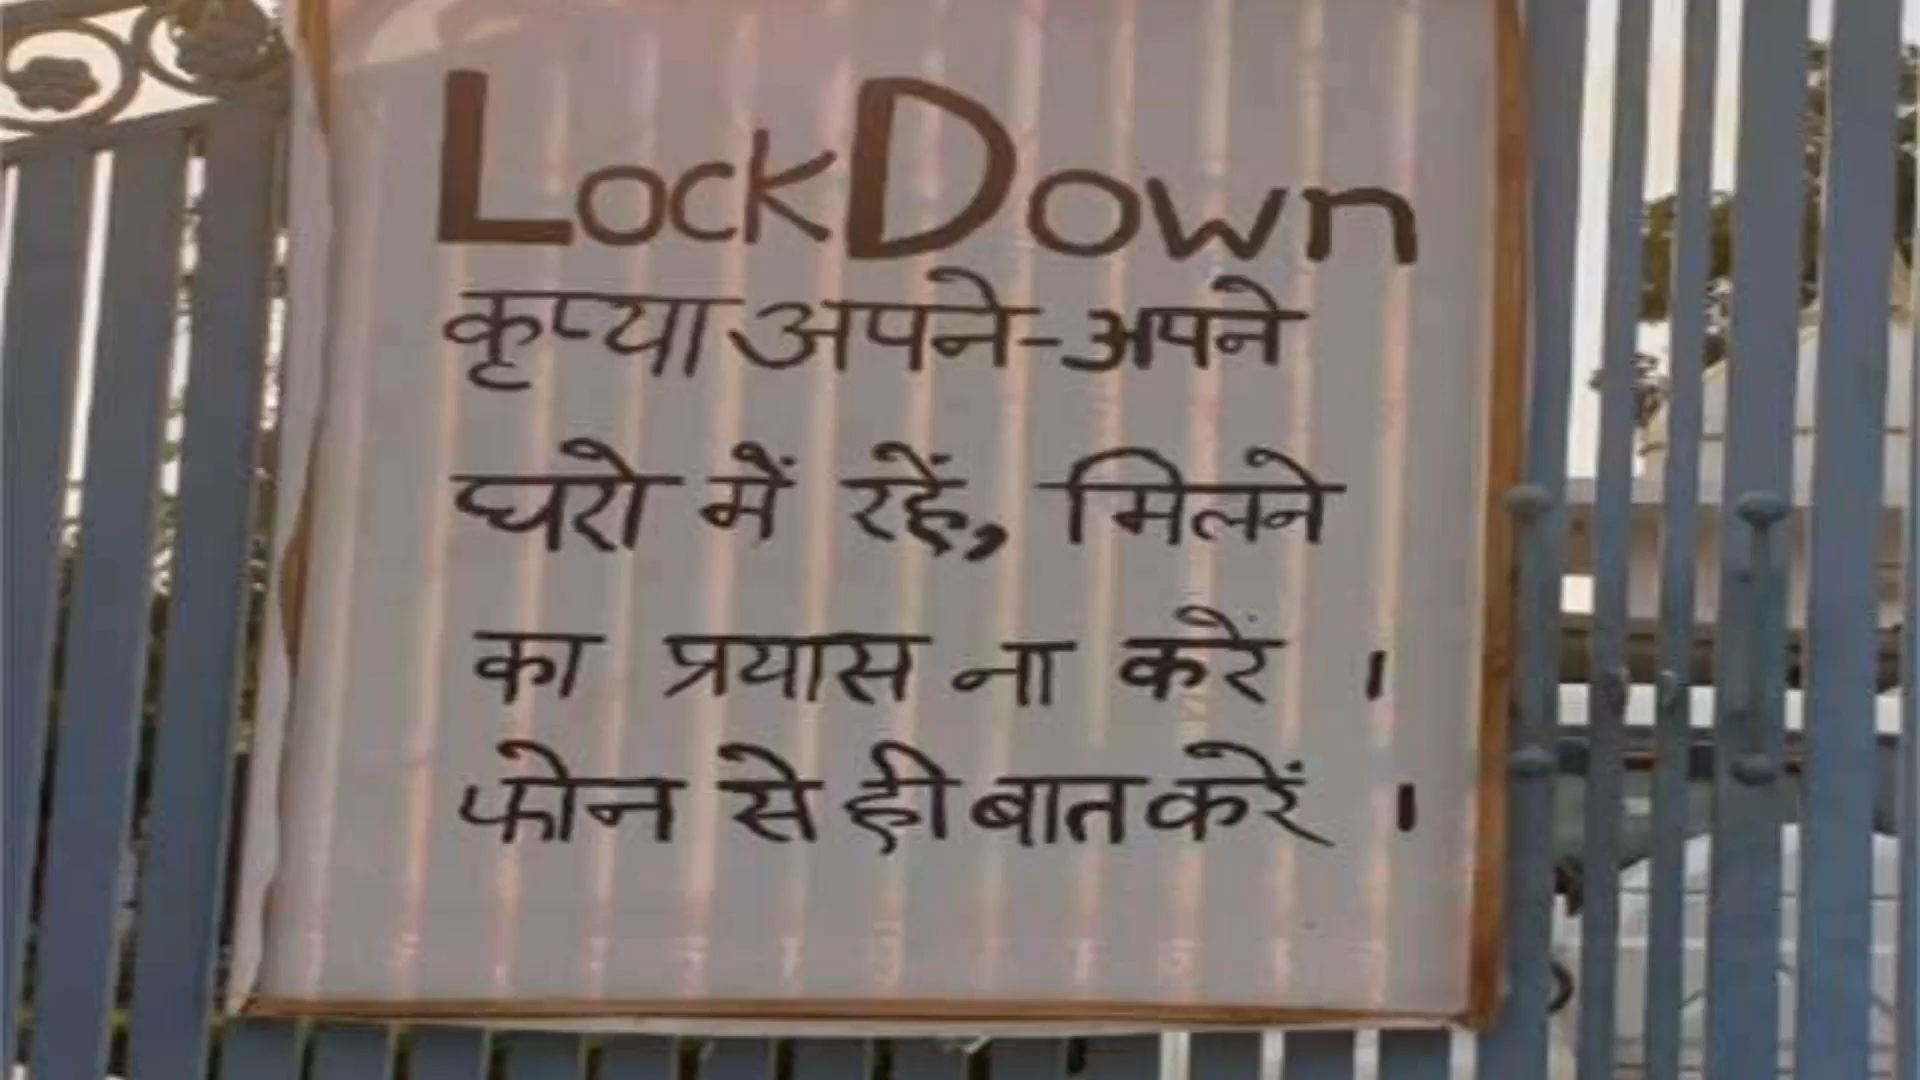 LockDown
कृप्या अपने-अपने
घरो में रहें, मिलने
का प्रयास ना करें ।
फोन से ही बात करें ।